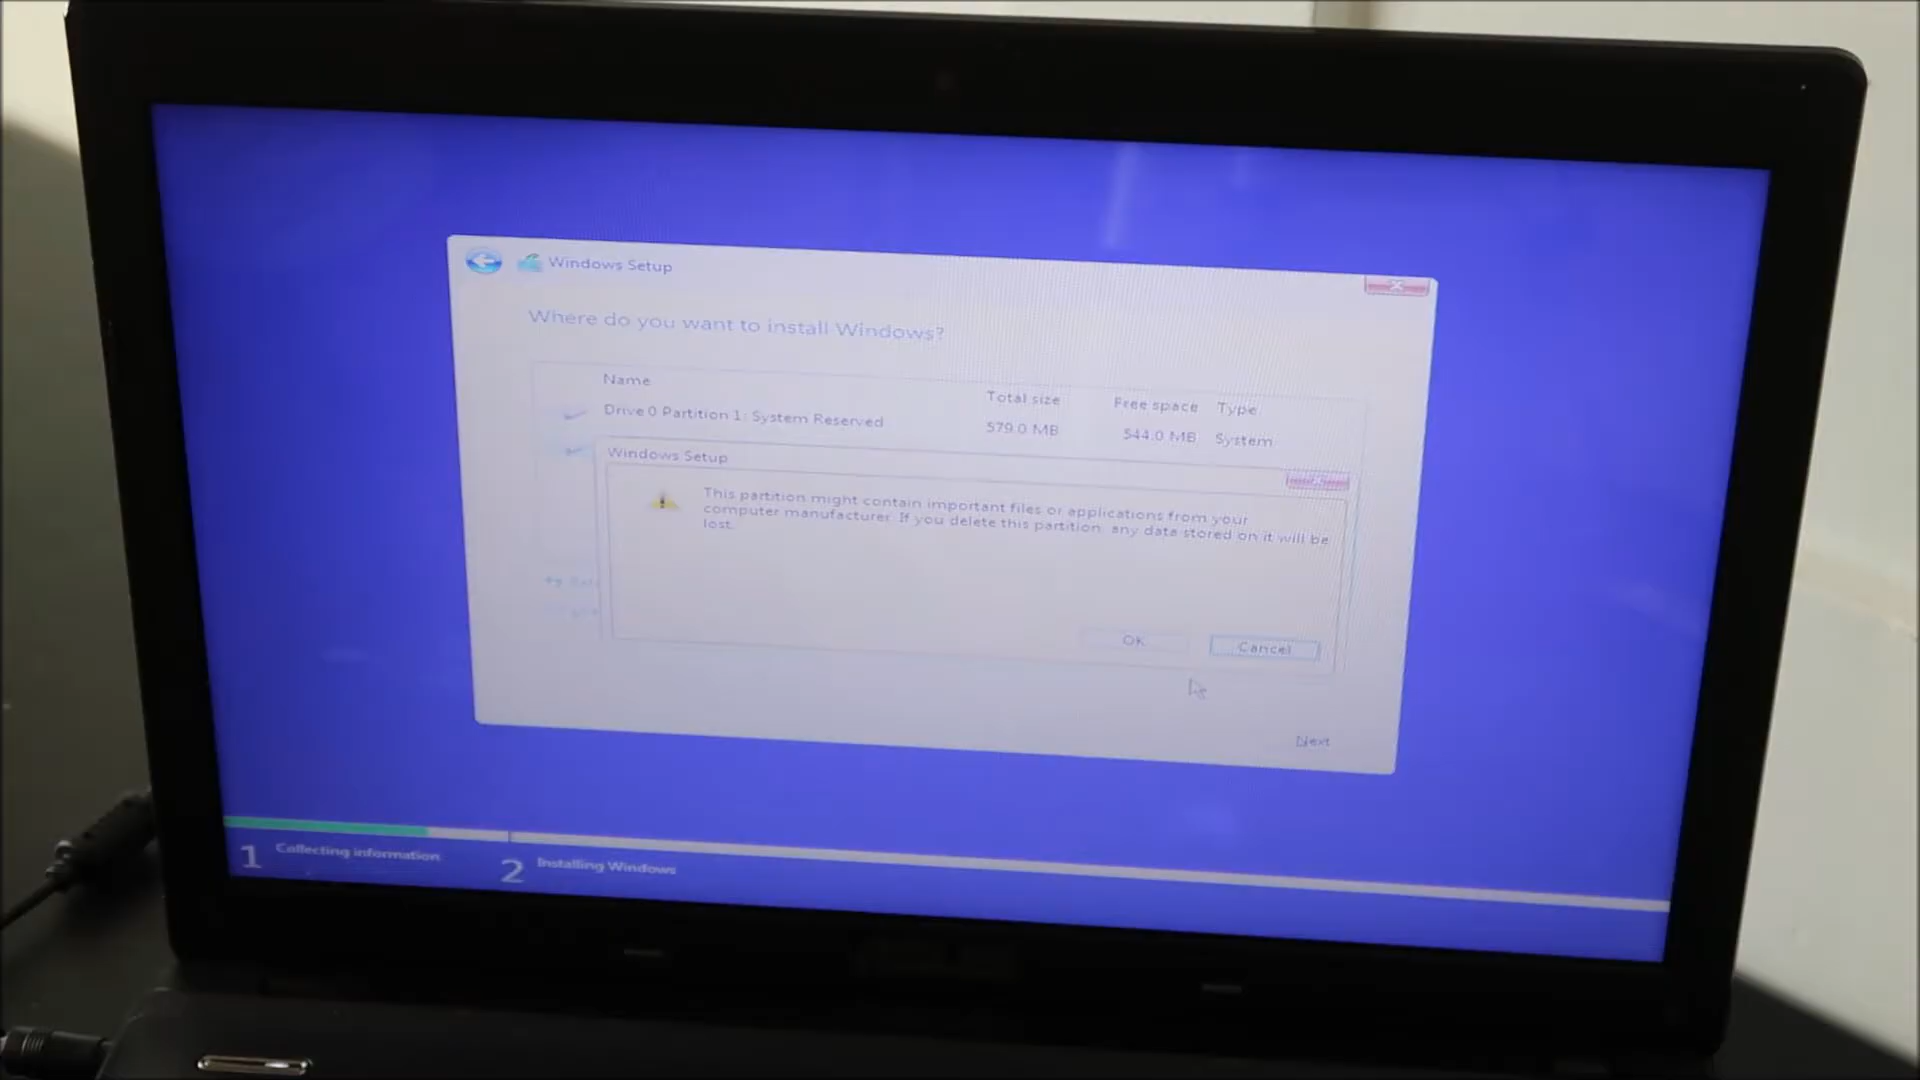 Windows Setup
Where do you want to install Windows?
Name Total size Free space Type
Drive 0 Partition 1: System Reserved 579.0 MB 544.0 MB System
Windows Setup
This partition might contain important files or applications from your
computer manufacturer. If you delete this partition, any data stored on it will be
lost.
OK Cancel
Next
1 Collecting information 2 Installing Windows